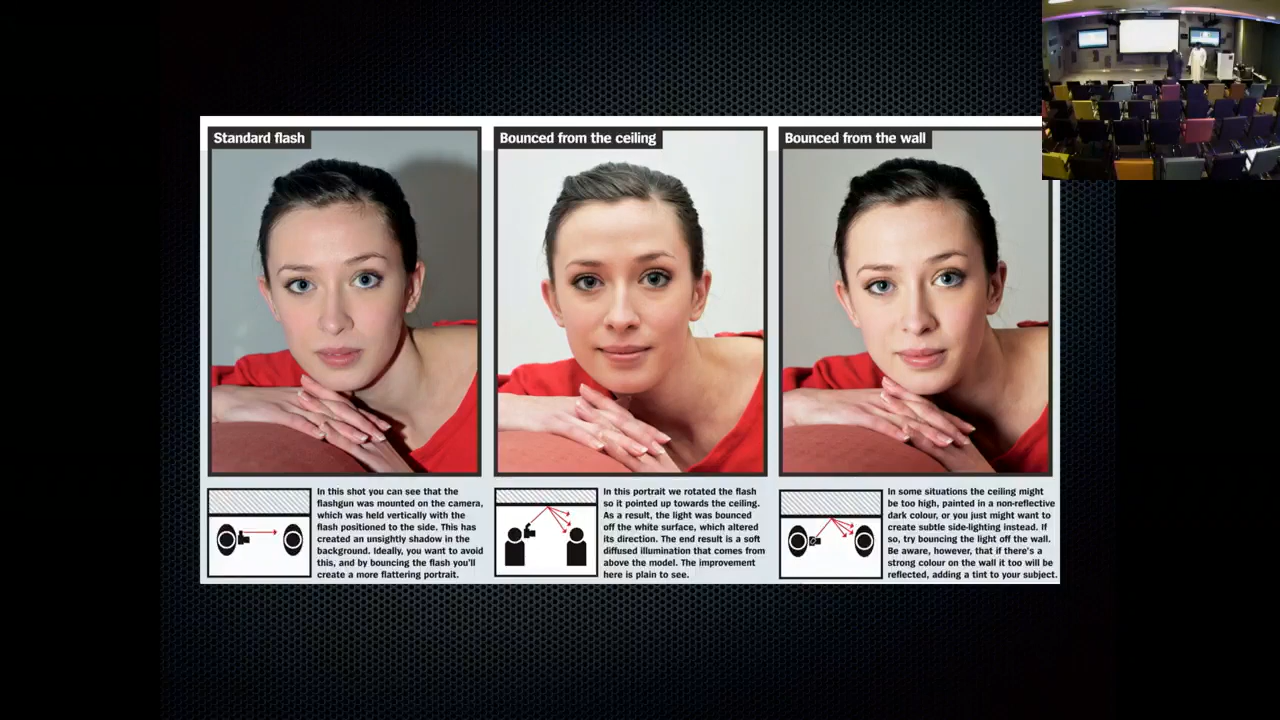 Standard flash
In this shot you can see that the
flashgun was mounted on the camera,
which was held vertically with the
flash positioned to the side. This has
created an unsightly shadow in the
background. Ideally, you want to avoid
this, and by bouncing the flash you'll
create a more flattering portrait.
Bounced from the ceiling
In this portrait we rotated the flash
so it pointed up towards the ceiling.
As a result, the light was bounced
off the white surface, which altered
its direction. The end result is a soft
diffused illumination that comes from
above the model. The improvement
here is plain to see.
Bounced from the wall
In some situations the ceiling might
be too high, painted in a non-reflective
dark colour, or you just might want to
create subtle side-lighting instead. If
so, try bouncing the light off the wall.
Be aware, however, that if there's a
strong colour on the wall it too will be
reflected, adding a tint to your subject.